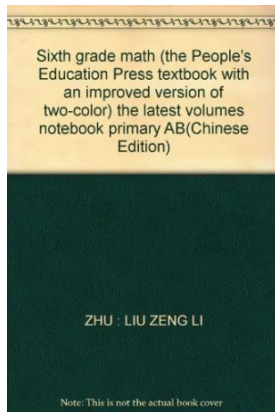 Sixth grade math (the People's
Education Press textbook with
an improved version of
two-color) the latest volumes
notebook primary AB(Chinese
Edition)
ZHU : LIU ZENG LI
Note: This is not the actual book cover